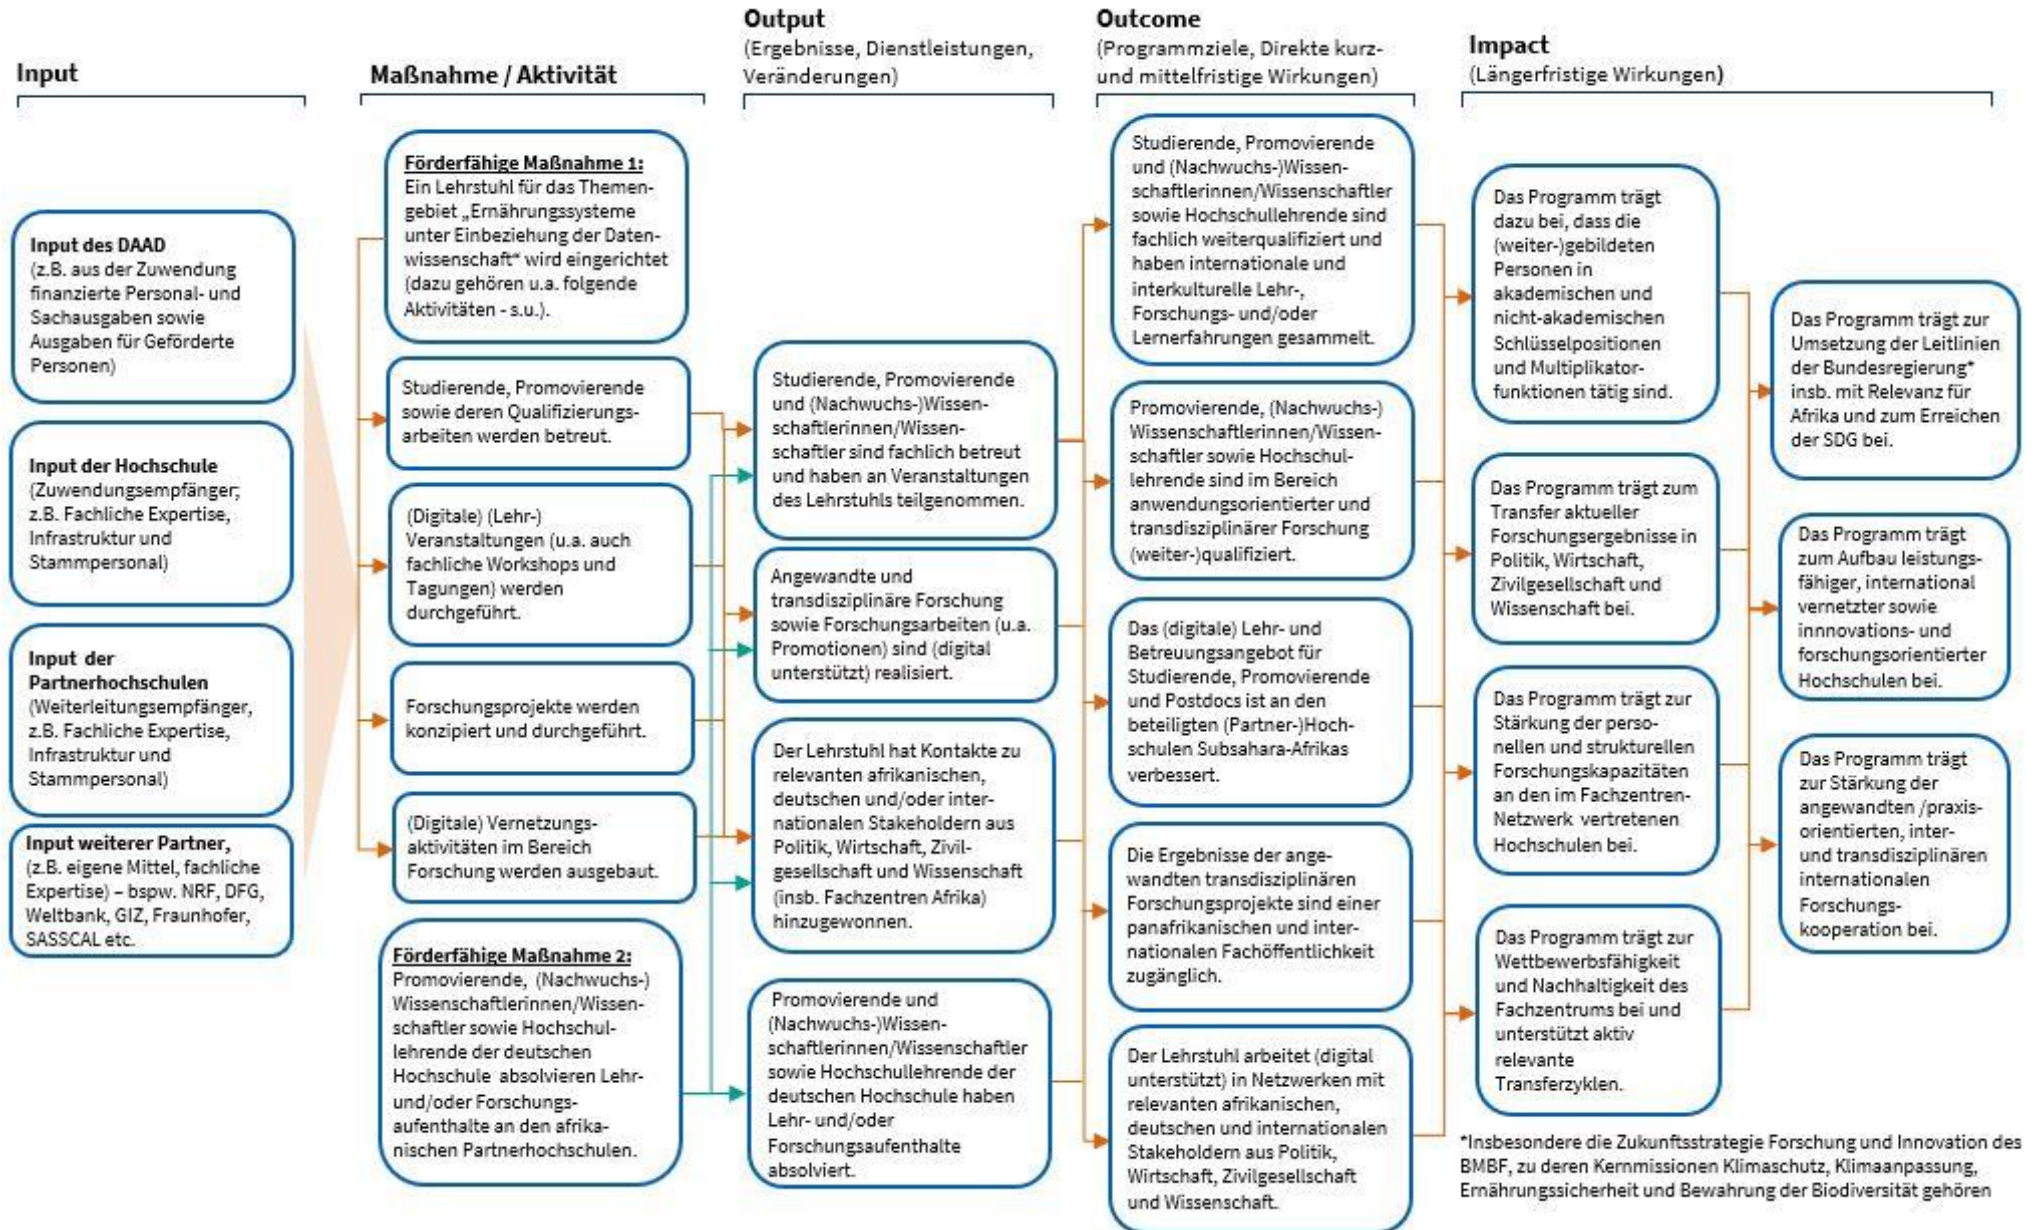 Input
Maßnahme / Aktivität
Output
(Ergebnisse, Dienstleistungen,
Veränderungen)
Outcome
(Programmziele, Direkte kurz-
und mittelfristige Wirkungen)
Impact
(Längerfristige Wirkungen)
Input des DAAD
(z.B. aus der Zuwendung
finanzierte Personal- und
Sachausgaben sowie
Ausgaben für Geförderte
Personen)
Input der Hochschule
(Zuwendungsempfänger;
z.B. Fachliche Expertise,
Infrastruktur und
Stammpersonal)
Input der
Partnerhochschulen
(Weiterleitungsempfänger,
z.B. Fachliche Expertise,
Infrastruktur und
Stammpersonal)
Input weiterer Partner,
(z.B. eigene Mittel, fachliche
Expertise) – bspw. NRF, DFG,
Weltbank, GIZ, Fraunhofer,
SASSCAL etc.
Förderfähige Maßnahme 1:
Ein Lehrstuhl für das Themen-
gebiet „Ernährungssysteme
unter Einbeziehung der Daten-
wissenschaft“ wird eingerichtet
(dazu gehören u.a. folgende
Aktivitäten - s.u.).
Studierende, Promovierende
sowie deren Qualifizierungs-
arbeiten werden betreut.
(Digitale) (Lehr-)
Veranstaltungen (u.a. auch
fachliche Workshops und
Tagungen) werden
durchgeführt.
Forschungsprojekte werden
konzipiert und durchgeführt.
(Digitale) Vernetzungs-
aktivitäten im Bereich
Forschung werden ausgebaut.
Förderfähige Maßnahme 2:
Promovierende, (Nachwuchs-)
Wissenschaftlerinnen/Wissen-
schaftler sowie Hochschul-
lehrende der deutschen
Hochschule absolvieren Lehr-
und/oder Forschungs-
aufenthalte an den afrika-
nischen Partnerhochschulen.
Studierende, Promovierende
und (Nachwuchs-)Wissen-
schaftlerinnen/Wissen-
schaftler sind fachlich betreut
und haben an Veranstaltungen
des Lehrstuhls teilgenommen.
Angewandte und
transdisziplinäre Forschung
sowie Forschungsarbeiten (u.a.
Promotionen) sind (digital
unterstützt) realisiert.
Der Lehrstuhl hat Kontakte zu
relevanten afrikanischen,
deutschen und/oder inter-
nationalen Stakeholdern aus
Politik, Wirtschaft, Zivil-
gesellschaft und Wissenschaft
(insb. Fachzentren Afrika)
hinzugewonnen.
Promovierende und
(Nachwuchs-)Wissen-
schaftlerinnen/Wissenschaftler
sowie Hochschullehrende der
deutschen Hochschule haben
Lehr- und/oder
Forschungsaufenthalte
absolviert.
Studierende, Promovierende
und (Nachwuchs-)Wissen-
schaftlerinnen/Wissenschaftler
sowie Hochschullehrende sind
fachlich weiterqualifiziert und
haben internationale und
interkulturelle Lehr-,
Forschungs- und/oder
Lernerfahrungen gesammelt.
Promovierende, (Nachwuchs-)
Wissenschaftlerinnen/Wissen-
schaftler sowie Hochschul-
lehrende sind im Bereich
anwendungsorientierter und
transdisziplinärer Forschung
(weiter-)qualifiziert.
Das (digitale) Lehr- und
Betreuungsangebot für
Studierende, Promovierende
und Postdocs ist an den
beteiligten (Partner-)Hoch-
schulen Subsahara-Afrikas
verbessert.
Die Ergebnisse der ange-
wandten transdisziplinären
Forschungsprojekte sind einer
panafrikanischen und inter-
nationalen Fachöffentlichkeit
zugänglich.
Der Lehrstuhl arbeitet (digital
unterstützt) in Netzwerken mit
relevanten afrikanischen,
deutschen und internationalen
Stakeholdern aus Politik,
Wirtschaft, Zivilgesellschaft
und Wissenschaft.
Das Programm trägt
dazu bei, dass die
(weiter-)gebildeten
Personen in
akademischen und
nicht-akademischen
Schlüsselpositionen
und Multiplikator-
funktionen tätig sind.
Das Programm trägt zum
Transfer aktueller
Forschungsergebnisse in
Politik, Wirtschaft,
Zivilgesellschaft und
Wissenschaft bei.
Das Programm trägt zur
Stärkung der perso-
nellen und strukturellen
Forschungskapazitäten
an den im Fachzentren-
Netzwerk vertretenen
Hochschulen bei.
Das Programm trägt zur
Wettbewerbsfähigkeit
und Nachhaltigkeit des
Fachzentrums bei und
unterstützt aktiv
relevante
Transferzyklen.
Das Programm trägt zur
Umsetzung der Leitlinien
der Bundesregierung*
insb. mit Relevanz für
Afrika und zum Erreichen
der SDG bei.
Das Programm trägt
zum Aufbau leistungs-
fähiger, international
vernetzter sowie
innnovations- und
forschungsorientierter
Hochschulen bei.
Das Programm trägt
zur Stärkung der
angewandten /praxis-
orientierten, inter-
und transdisziplinären
internationalen
Forschungs-
kooperation bei.
*Insbesondere die Zukunftsstrategie Forschung und Innovation des
BMBF, zu deren Kernmissionen Klimaschutz, Klimaanpassung,
Ernährungssicherheit und Bewahrung der Biodiversität gehören